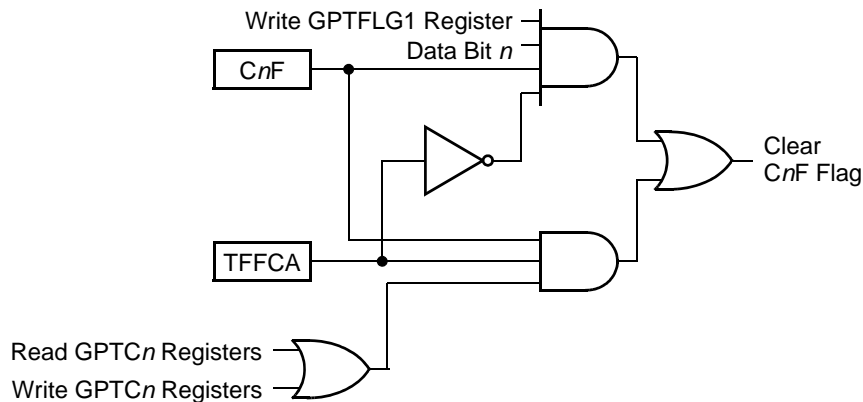 Write GPTFLG1 Register
Data Bit n
CnF
Clear
CnF Flag
TFFCA
Read GPTCn Registers
Write GPTCn Registers